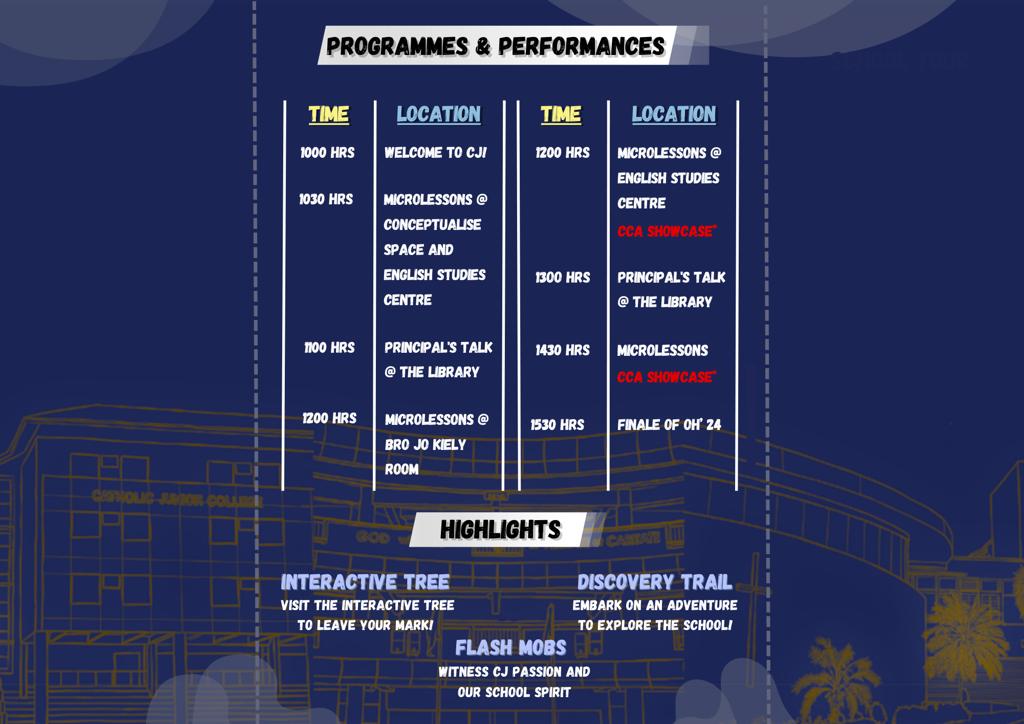 PROGRAMMES & PERFORMANCES
SCHOOL TOUR
TIME
LOCATION
1000 HRS
WELCOME TO CJ!
1030 HRS
MICROLESSONS @
CONCEPTUALISE
SPACE AND
ENGLISH STUDIES
CENTRE
1100 HRS
PRINCIPAL'S TALK
@ THE LIBRARY
1200 HRS
MICROLESSONS @
BRO JO KIELY
ROOM
TIME
LOCATION
1200 HRS
MICROLESSONS @
ENGLISH STUDIES
CENTRE
CCA SHOWCASE*
1300 HRS
PRINCIPAL'S TALK
@ THE LIBRARY
1430 HRS
MICROLESSONS
CCA SHOWCASE*
1530 HRS
FINALE OF OH' 24
CATHOLIC JUNIOR COLLEGE
GOD
CARITATE
HIGHLIGHTS
INTERACTIVE TREE
VISIT THE INTERACTIVE TREE
TO LEAVE YOUR MARK!
DISCOVERY TRAIL
EMBARK ON AN ADVENTURE
TO EXPLORE THE SCHOOL!
FLASH MOBS
WITNESS CJ PASSION AND
OUR SCHOOL SPIRIT